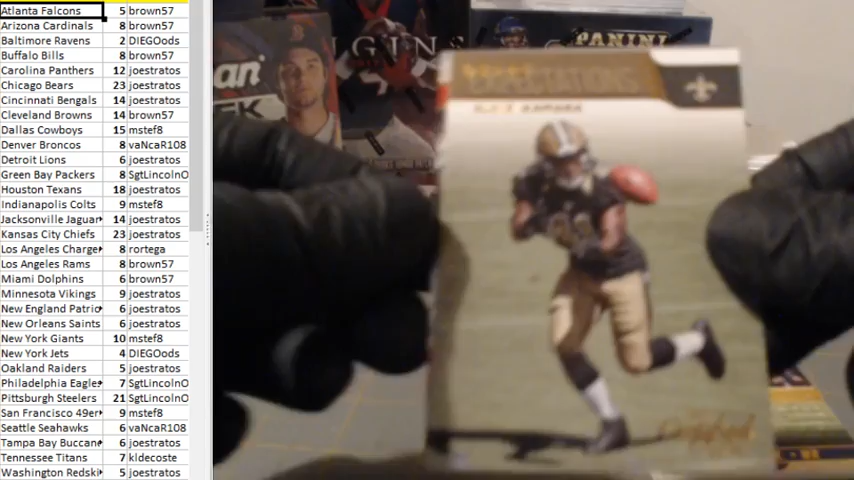 Atlanta Falcons 5 brown57
Arizona Cardinals 8 brown57
Baltimore Ravens 2 DIEGOods
Buffalo Bills 8 brown57
Carolina Panthers 12 joestratos
Chicago Bears 23 joestratos
Cincinnati Bengals 14 joestratos
Cleveland Browns 14 brown57
Dallas Cowboys 15 mstef8
Denver Broncos 8 vaNcaR108
Detroit Lions 6 joestratos
Green Bay Packers 8 SgtLincolnO
Houston Texans 18 joestratos
Indianapolis Colts 9 mstef8
Jacksonville Jaguar 14 joestratos
Kansas City Chiefs 23 joestratos
Los Angeles Charge 8 rortega
Los Angeles Rams 8 brown57
Miami Dolphins 6 brown57
Minnesota Vikings 9 joestratos
New England Patrio 6 joestratos
New Orleans Saints 6 joestratos
New York Giants 10 mstef8
New York Jets 4 DIEGOods
Oakland Raiders 5 joestratos
Philadelphia Eagle 7 SgtLincolnO
Pittsburgh Steelers 21 SgtLincolnO
San Francisco 49er 9 mstef8
Seattle Seahawks 6 vaNcaR108
Tampa Bay Buccan 6 joestratos
Tennessee Titans 7 kldecoste
Washington Redski 5 joestratos
PANINI
EXPECTATIONS
KAMARA